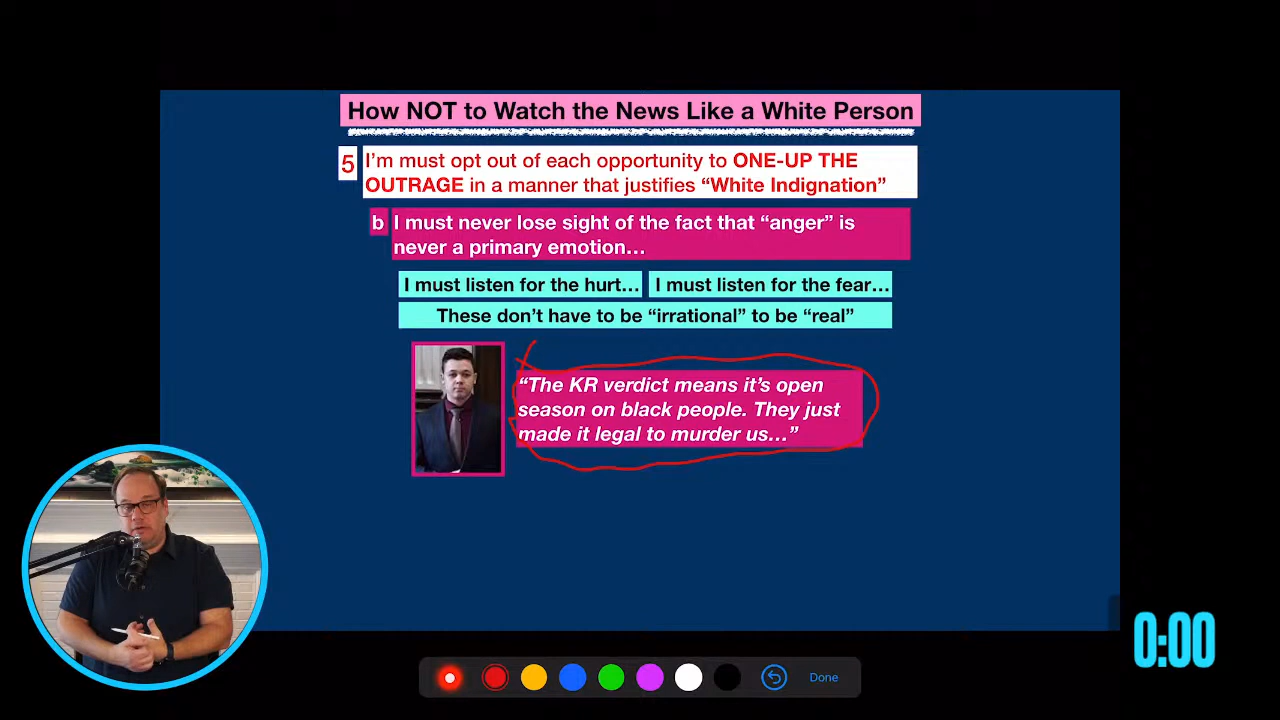 How NOT to Watch the News Like a White Person
5
I'm must opt out of each opportunity to ONE-UP THE
OUTRAGE in a manner that justifies “White Indignation”
b
I must never lose sight of the fact that “anger” is
never a primary emotion…
I must listen for the hurt…
I must listen for the fear…
These don't have to be “irrational” to be “real”
“The KR verdict means it's open
season on black people. They just
made it legal to murder us…”
0:00
Done